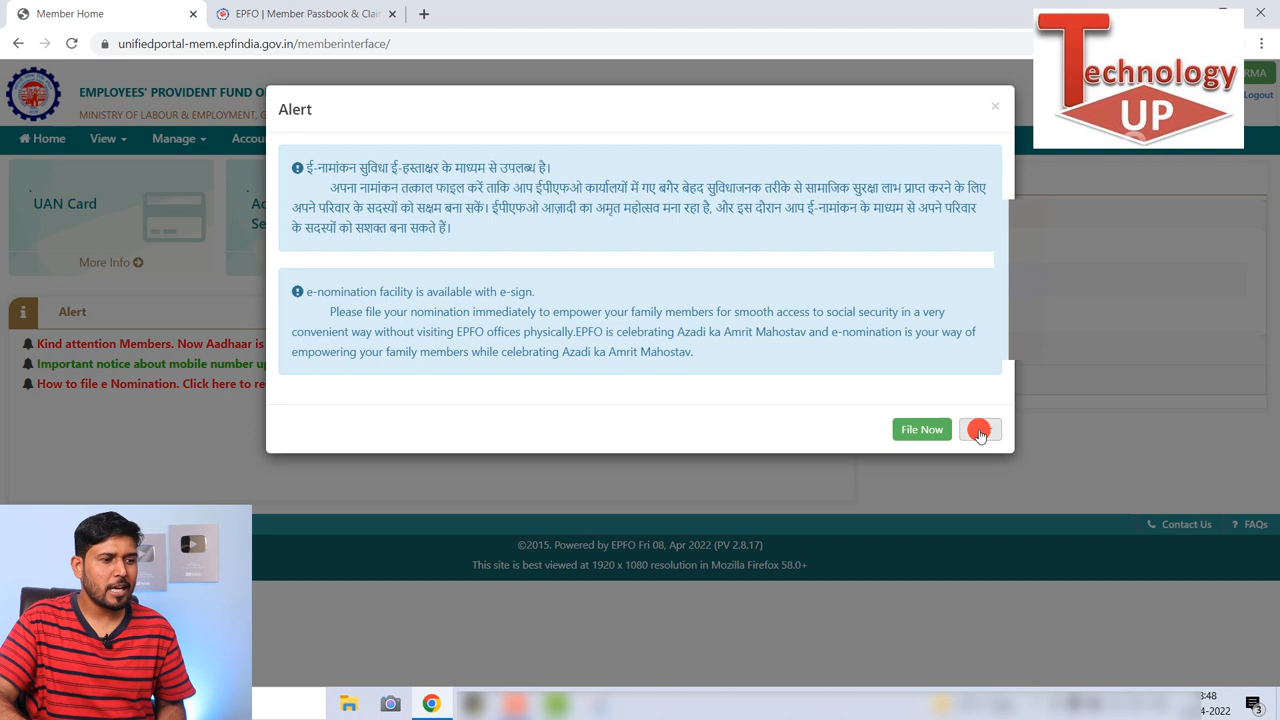 Member Home
EPFO | Member Passbook & Clai
unifiedportal-mem.epfindia.gov.in/memberinterface/
Technology
UP
RMA
Logout
EMPLOYEES' PROVIDENT FUND O
MINISTRY OF LABOUR & EMPLOYMENT, G
Home View Manage Accou
UAN Card
More Info
Alert
ई-नामांकन सुविधा ई-हस्ताक्षर के माध्यम से उपलब्ध है।
अपना नामांकन तत्काल फाइल करें ताकि आप ईपीएफओ कार्यालयों में गए बगैर बेहद सुविधाजनक तरीके से सामाजिक सुरक्षा लाभ प्राप्त करने के लिए
अपने परिवार के सदस्यों को सक्षम बना सकें। ईपीएफओ आज़ादी का अमृत महोत्सव मना रहा है, और इस दौरान आप ई-नामांकन के माध्यम से अपने परिवार
के सदस्यों को सशक्त बना सकते हैं।
e-nomination facility is available with e-sign.
Please file your nomination immediately to empower your family members for smooth access to social security in a very
convenient way without visiting EPFO offices physically.EPFO is celebrating Azadi ka Amrit Mahostav and e-nomination is your way of
empowering your family members while celebrating Azadi ka Amrit Mahostav.
File Now
Alert
Kind attention Members. Now Aadhaar is
Important notice about mobile number up
How to file e Nomination. Click here to re
Contact Us ? FAQs
©2015. Powered by EPFO Fri 08, Apr 2022 (PV 2.8.17)
This site is best viewed at 1920 x 1080 resolution in Mozilla Firefox 58.0+
:48
4-2022
3